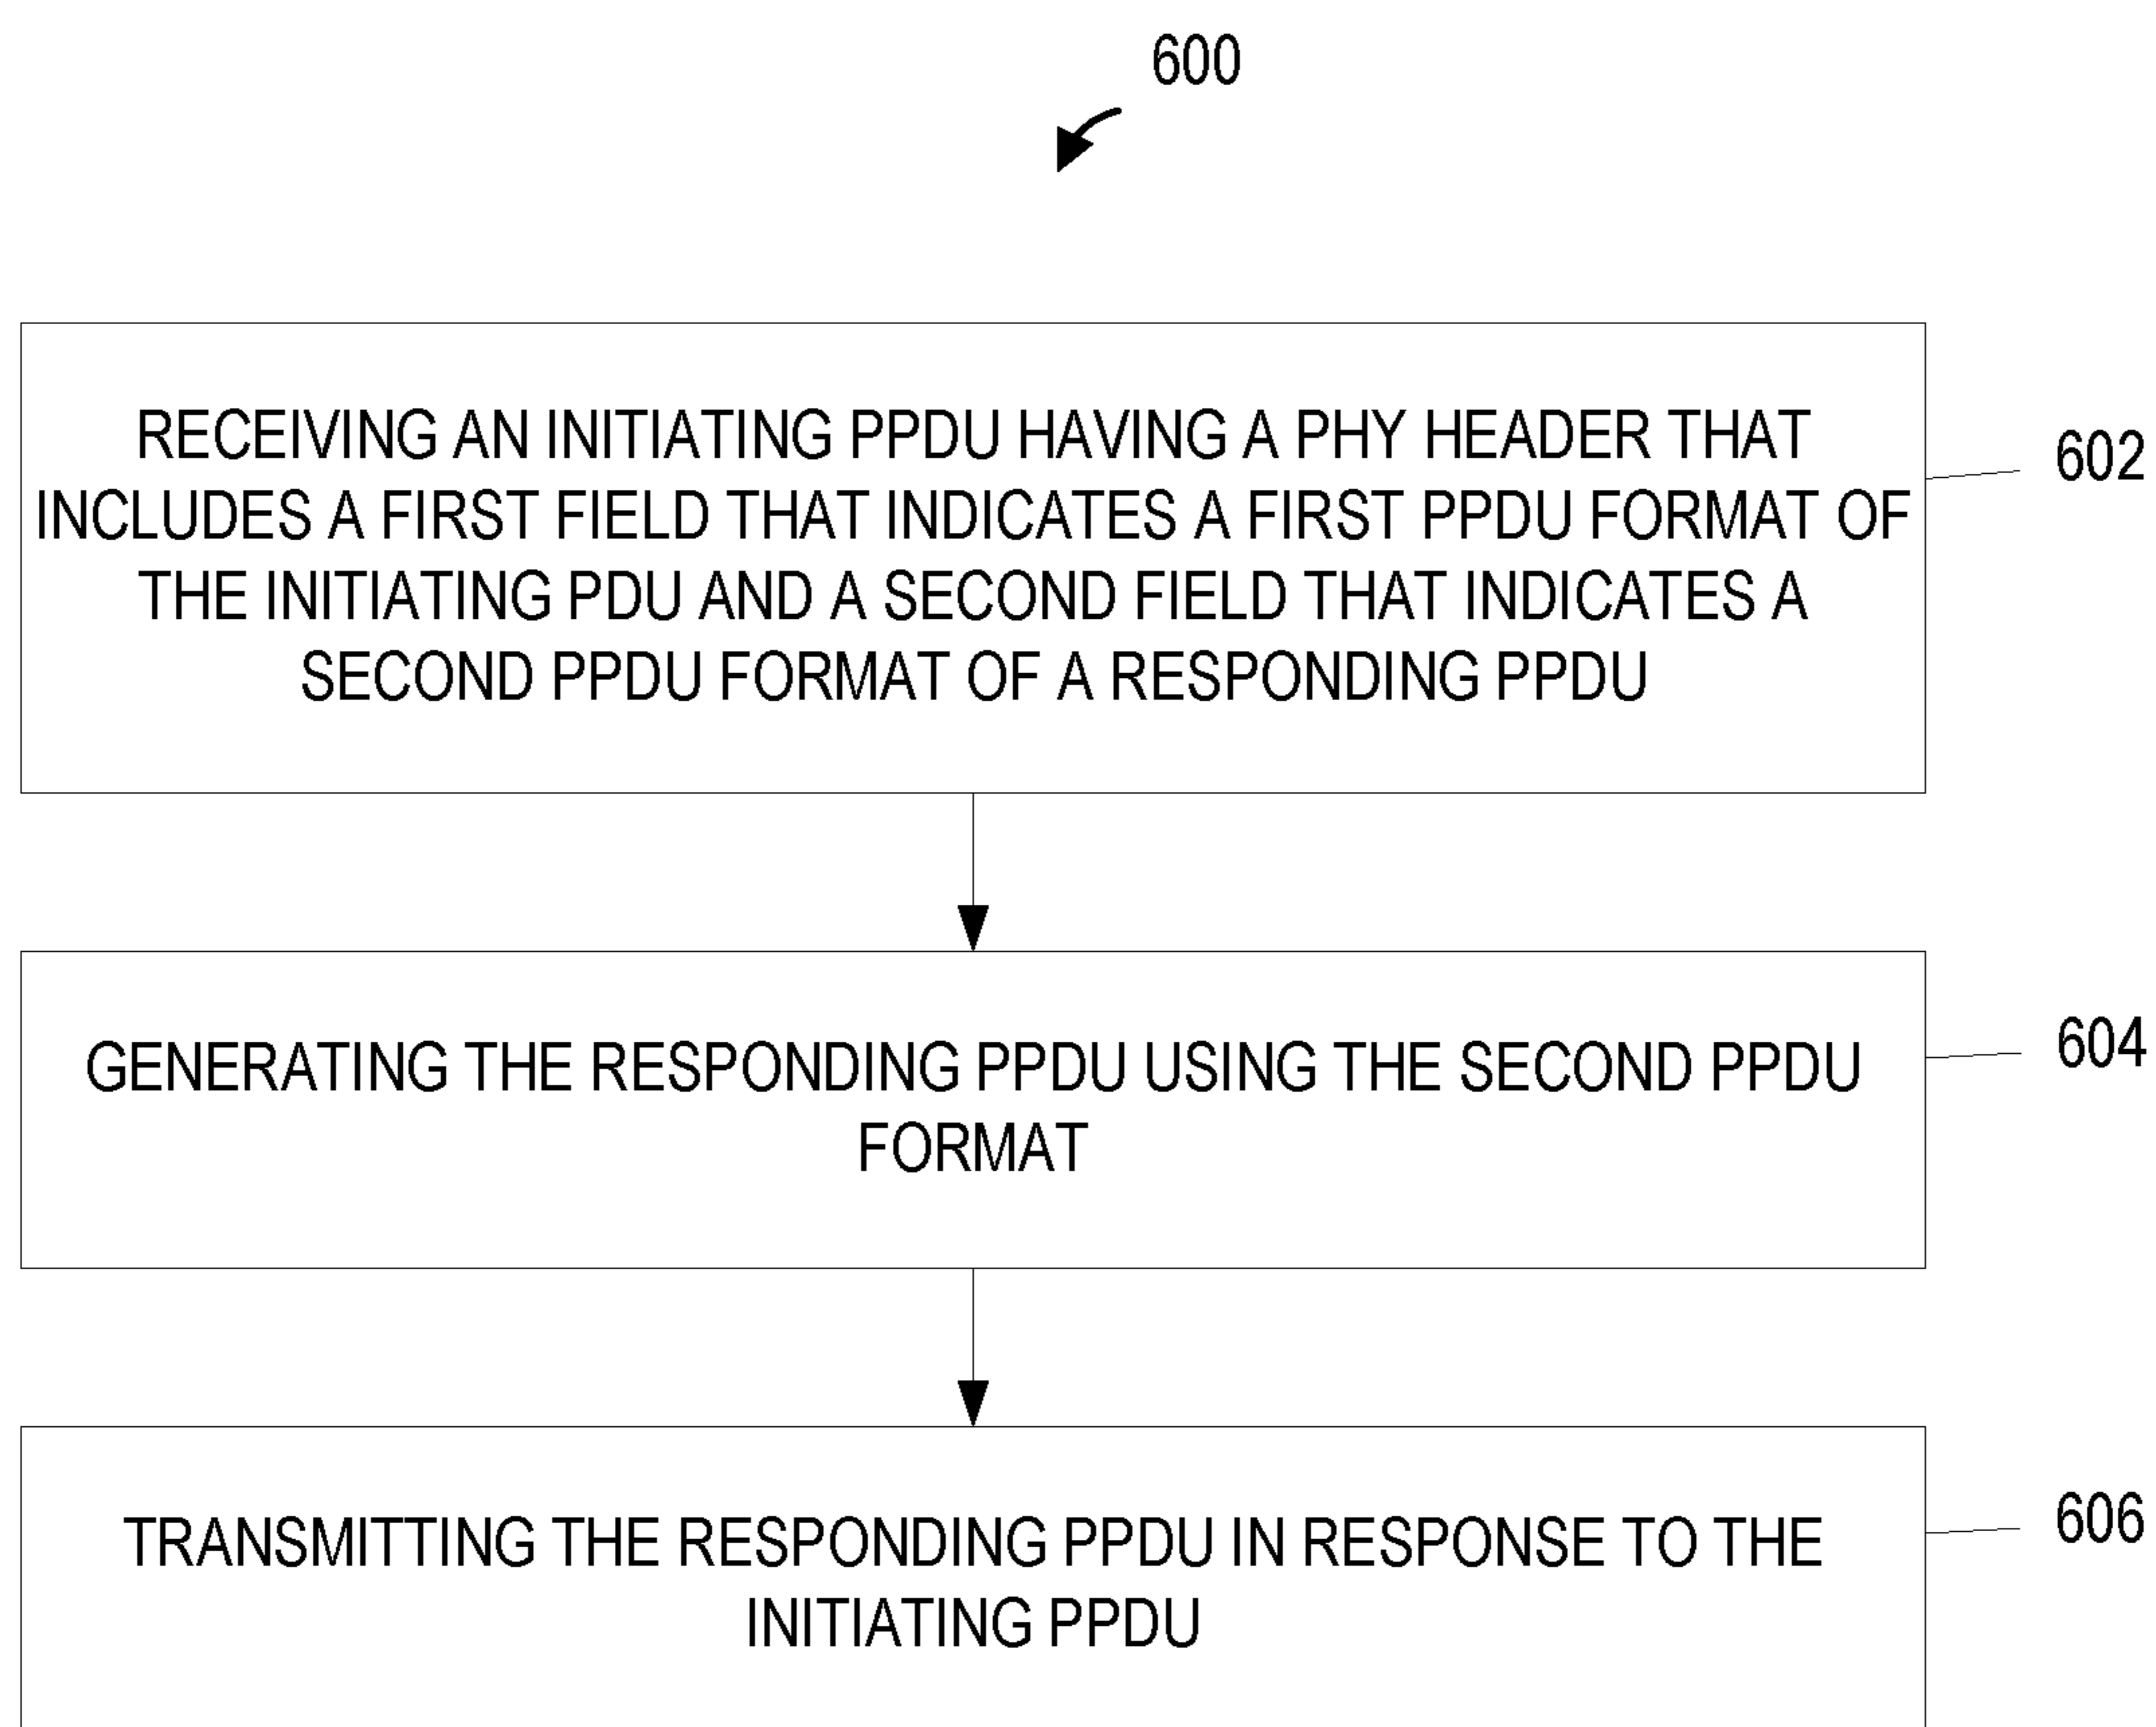 600
RECEIVING AN INITIATING PPDU HAVING A PHY HEADER THAT
INCLUDES A FIRST FIELD THAT INDICATES A FIRST PPDU FORMAT OF
THE INITIATING PDU AND A SECOND FIELD THAT INDICATES A
SECOND PPDU FORMAT OF A RESPONDING PPDU
602
GENERATING THE RESPONDING PPDU USING THE SECOND PPDU
FORMAT
604
TRANSMITTING THE RESPONDING PPDU IN RESPONSE TO THE
INITIATING PPDU
606